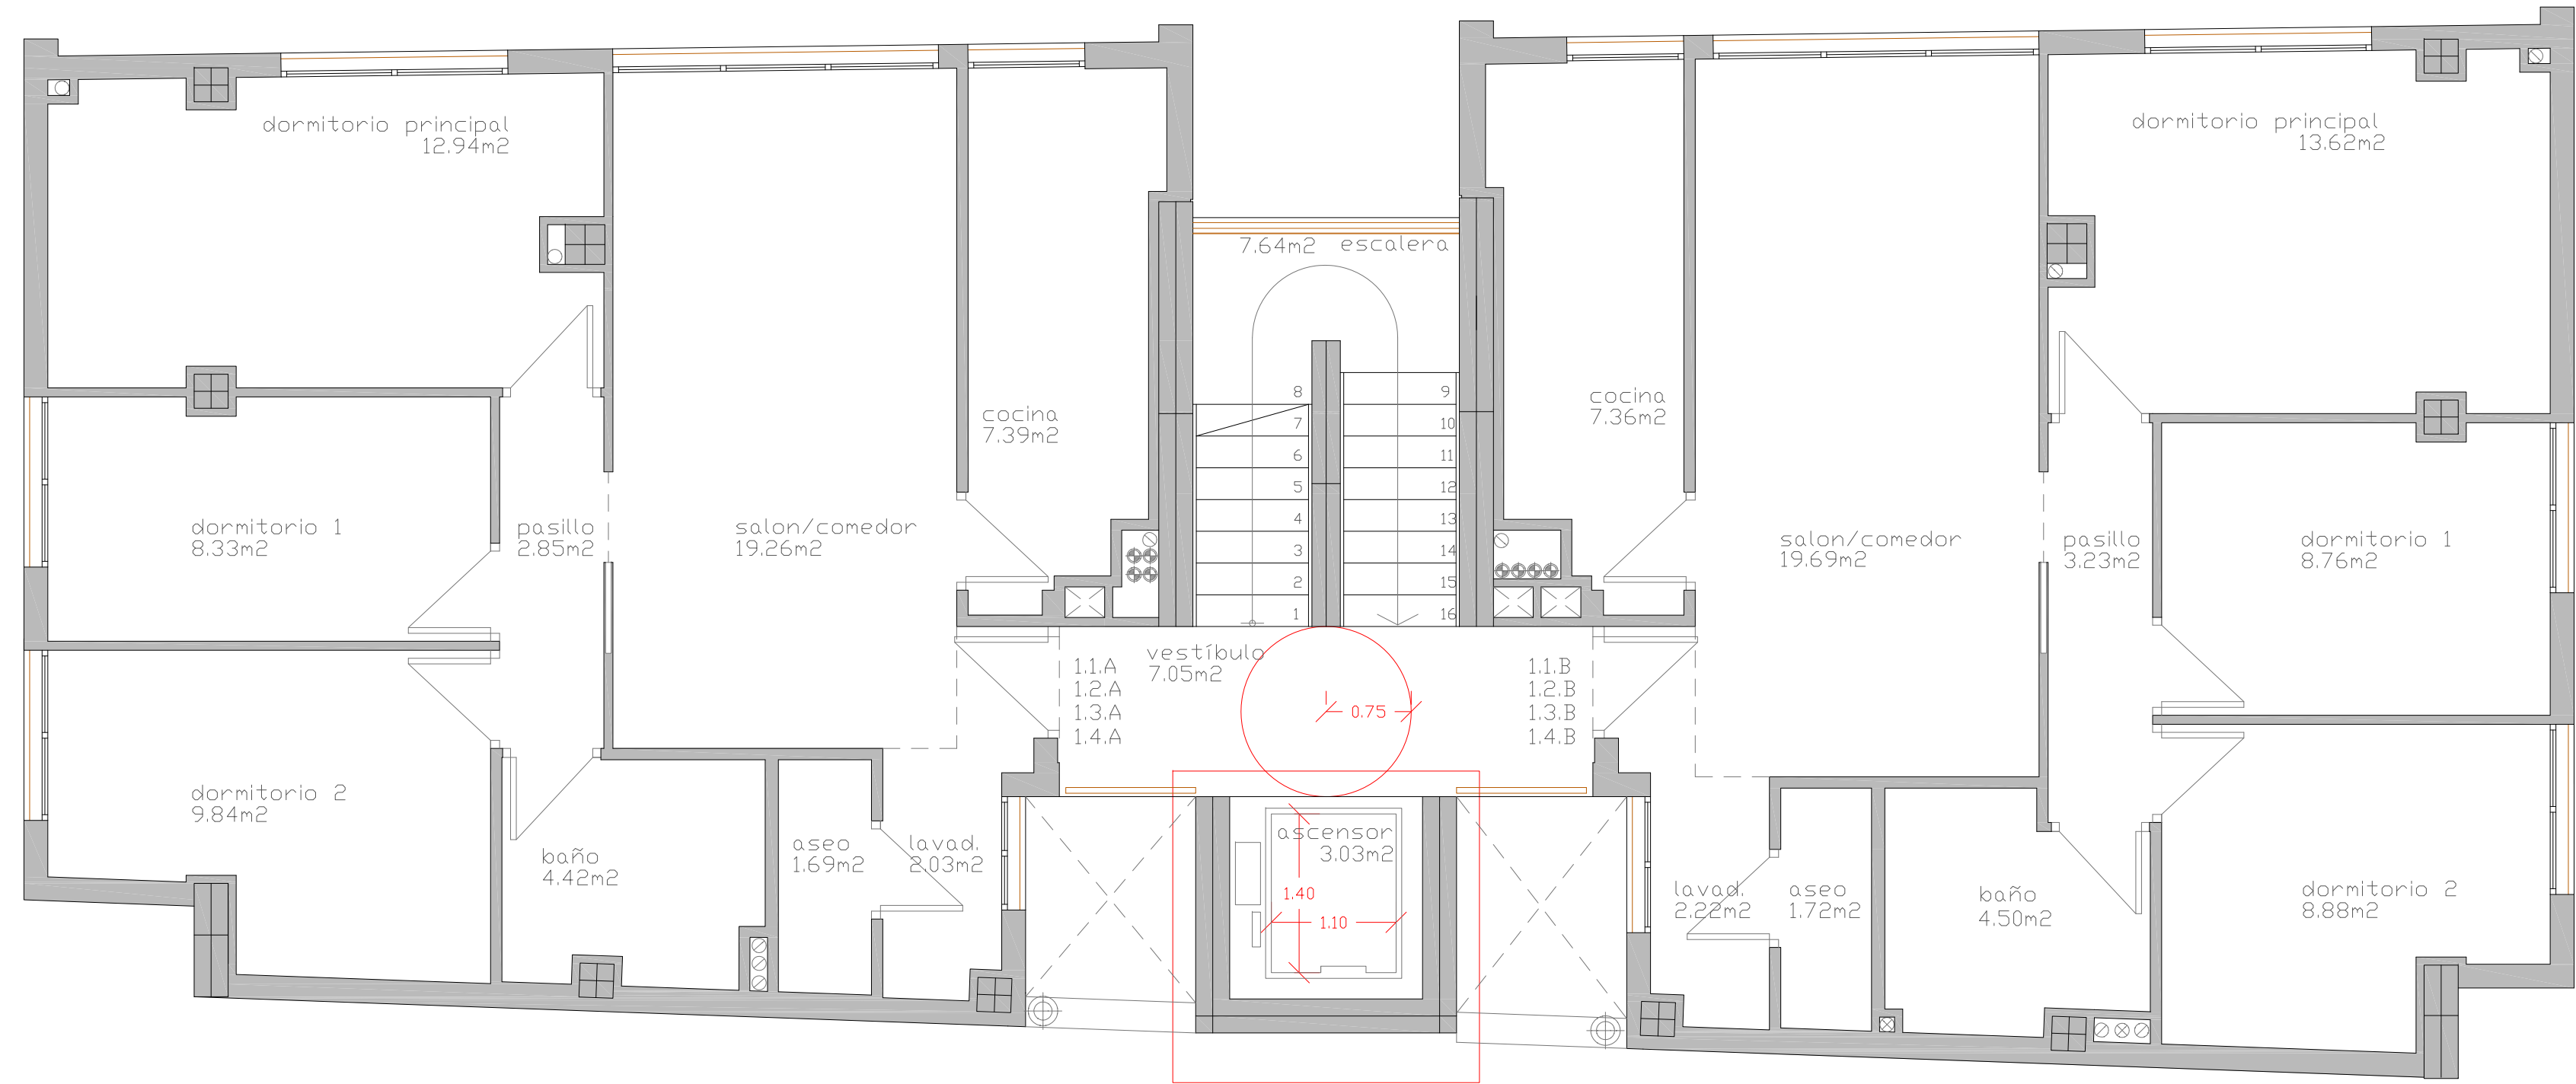 dormitorio principal
12.94m2
dormitorio 1
8.33m2
dormitorio 2
9.84m2
pasillo
2.85m2
baño
4.42m2
salon/comedor
19.26m2
aseo
1.69m2
lavad.
2.03m2
cocina
7.39m2
7.64m2 escalera
8
7
6
5
4
3
2
1
9
10
11
12
13
14
15
16
vestíbulo
7.05m2
1.1.A
1.2.A
1.3.A
1.4.A
1.1.B
1.2.B
1.3.B
1.4.B
0.75
ascensor
3.03m2
1.40
1.10
cocina
7.36m2
salon/comedor
19.69m2
lavad.
2.22m2
aseo
1.72m2
baño
4.50m2
pasillo
3.23m2
dormitorio principal
13.62m2
dormitorio 1
8.76m2
dormitorio 2
8.88m2